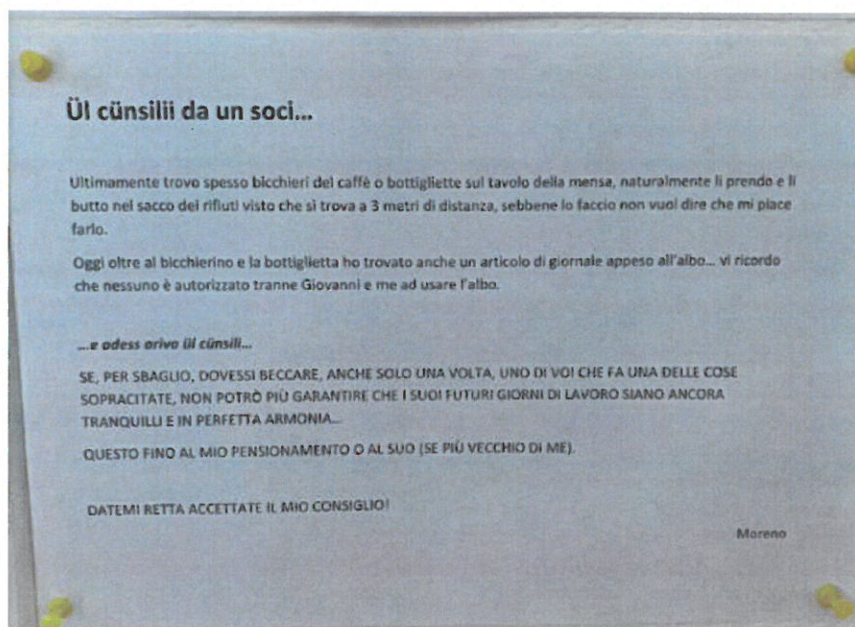 Ül cünsilii da un soci...
Ultimamente trovo spesso bicchieri del caffè o bottigliette sul tavolo della mensa, naturalmente li prendo e li
butto nel sacco dei rifiuti visto che si trova a 3 metri di distanza, sebbene lo faccio non vuol dire che mi piace
farlo.
Oggi oltre al bicchierino e la bottiglietta ho trovato anche un articolo di giornale appeso all'albo... vi ricordo
che nessuno è autorizzato tranne Giovanni e me ad usare l'albo.
...e adess ariva ül cünsili...
SE, PER SBAGLIO, DOVESSI BECCARE, ANCHE SOLO UNA VOLTA, UNO DI VOI CHE FA UNA DELLE COSE
SOPRACITATE, NON POTRÒ PIÙ GARANTIRE CHE I SUOI FUTURI GIORNI DI LAVORO SIANO ANCORA
TRANQUILLI E IN PERFETTA ARMONIA...
QUESTO FINO AL MIO PENSIONAMENTO O AL SUO (SE PIÙ VECCHIO DI ME).
DATEMI RETTA ACCETTATE IL MIO CONSIGLIO!
Moreno